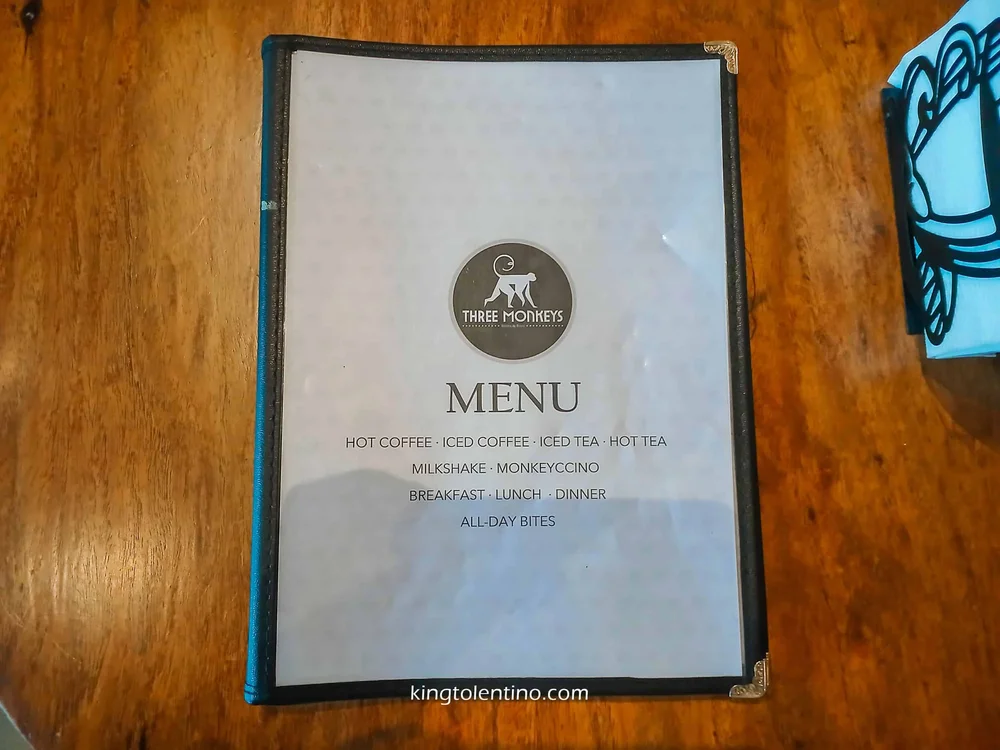 THREE MONKEYS
MENU
HOT COFFEE · ICED COFFEE · ICED TEA · HOT TEA
MILKSHAKE · MONKEYCCINO
BREAKFAST · LUNCH · DINNER
ALL-DAY BITES
kingtolentino.com